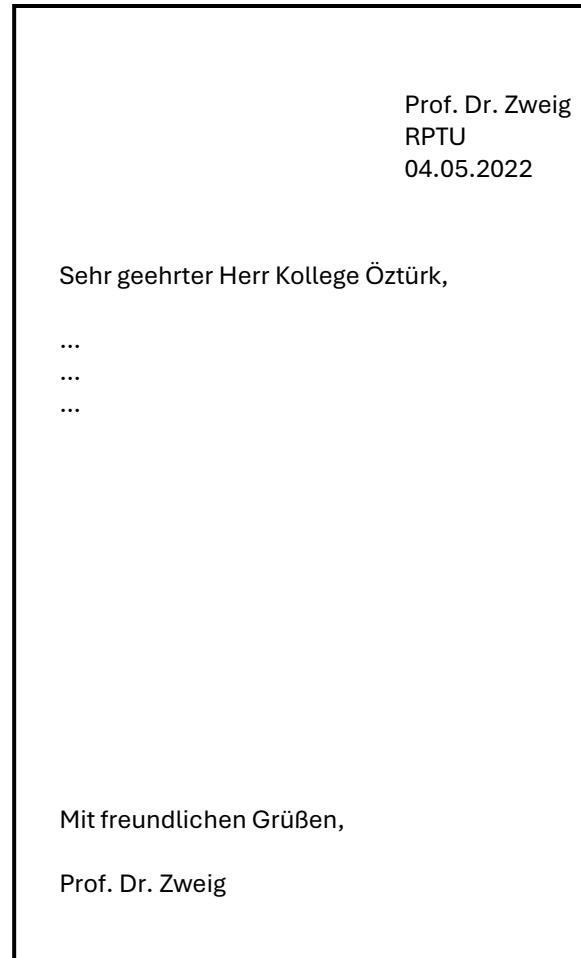 Prof. Dr. Zweig
RPTU
04.05.2022
Sehr geehrter Herr Kollege Öztürk,
...
...
...
Mit freundlichen Grüßen,
Prof. Dr. Zweig